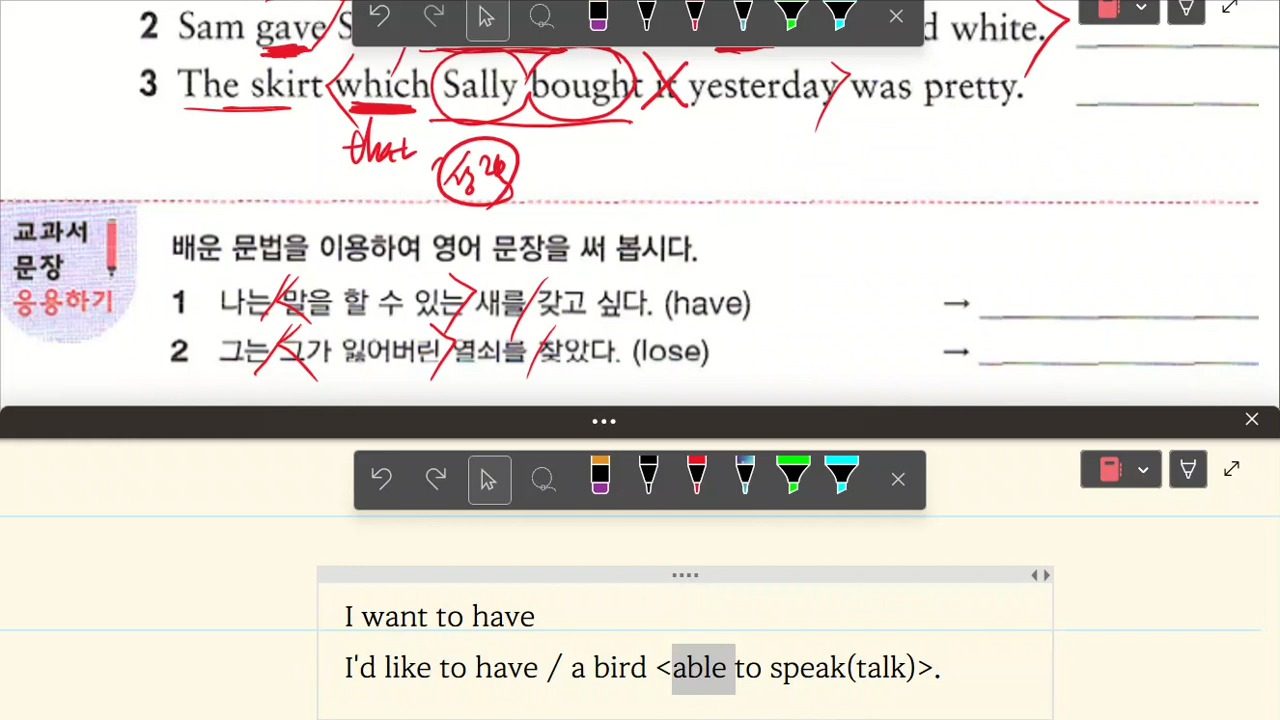 2 Sam gave S d white.
3 The skirt which Sally bought it yesterday was pretty.
that
교과서
문장
응용하기
배운 문법을 이용하여 영어 문장을 써 봅시다.
1 나는 말을 할 수 있는 새를 갖고 싶다. (have) →
2 그는 그가 잃어버린 열쇠를 찾았다. (lose) →
I want to have
I'd like to have / a bird <able to speak(talk)>.